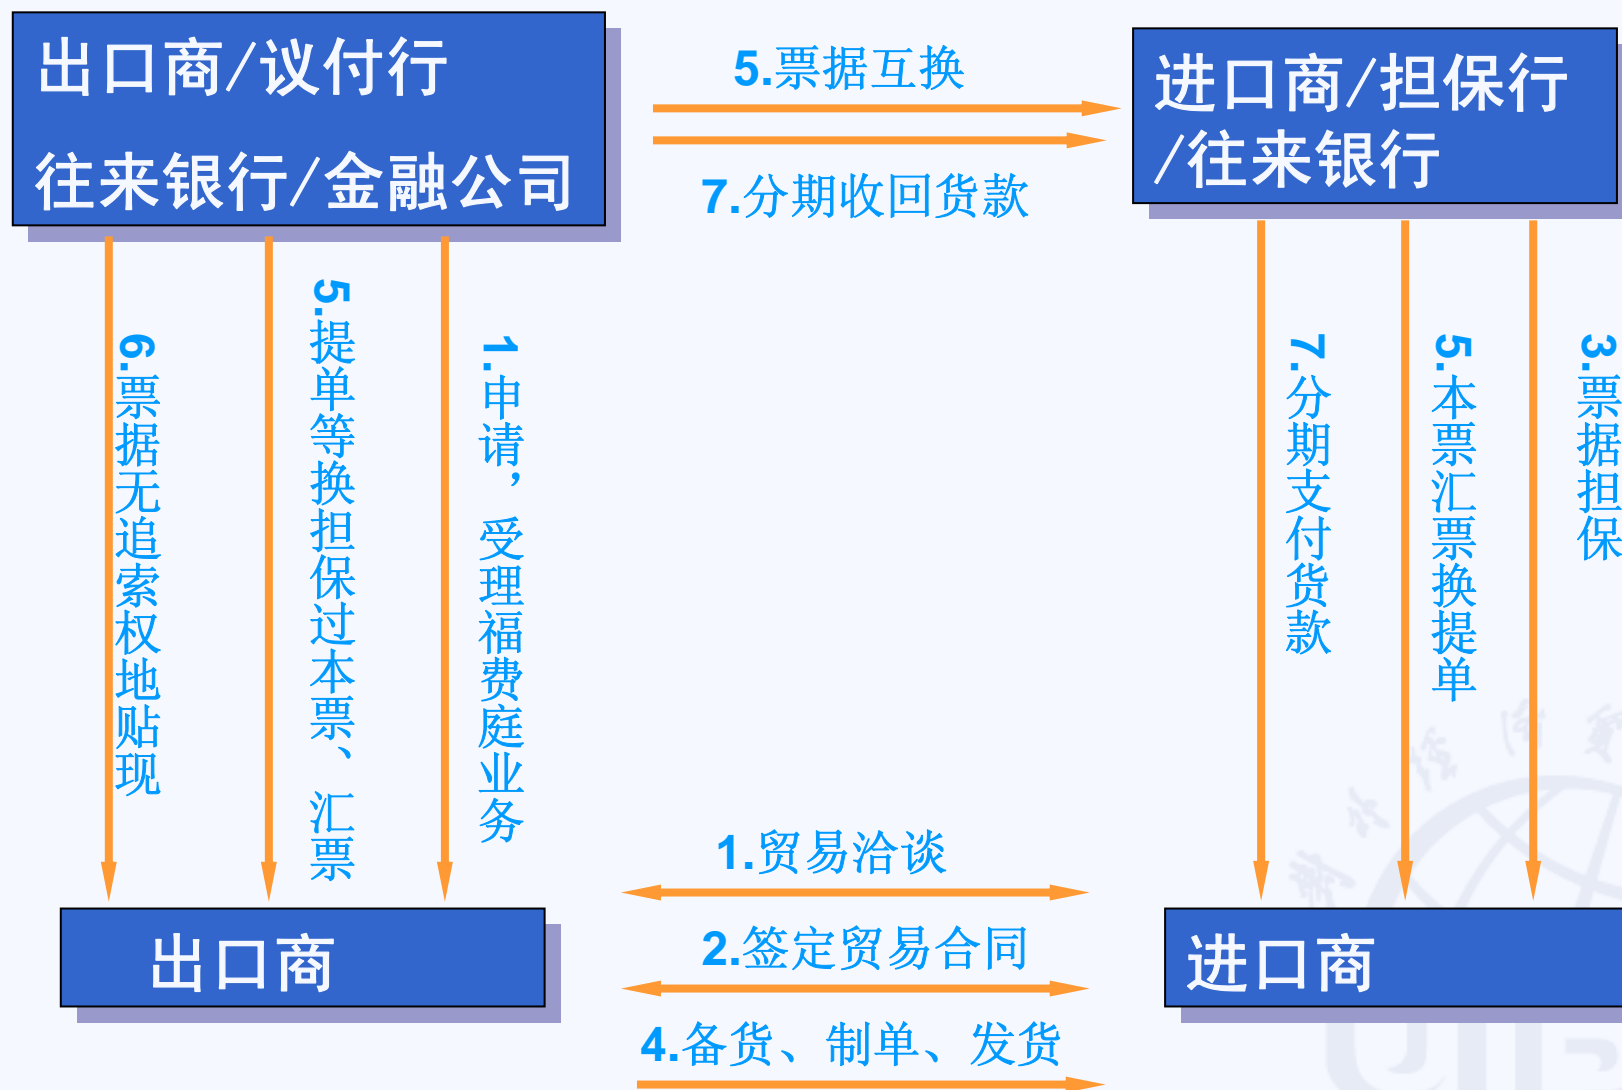 出口商/议付行
往来银行/金融公司
5.票据互换
7.分期收回货款
进口商/担保行
/往来银行
6.票据无追索权地贴现
5.提单等换担保过本票、汇票
1.申请，受理福费庭业务
7.分期支付货款
5.本票汇票换提单
3.票据担保
1.贸易洽谈
2.签定贸易合同
4.备货、制单、发货
出口商
进口商